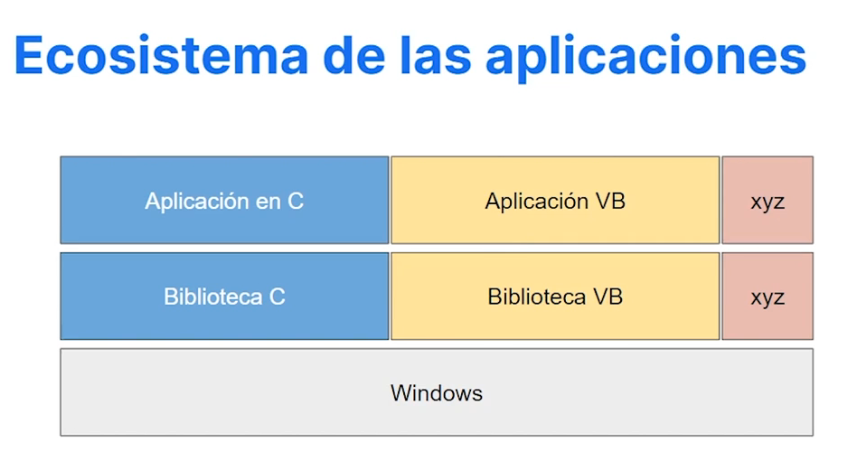 Ecosistema de las aplicaciones
Aplicación en C
Aplicación VB
xyz
Biblioteca C
Biblioteca VB
xyz
Windows